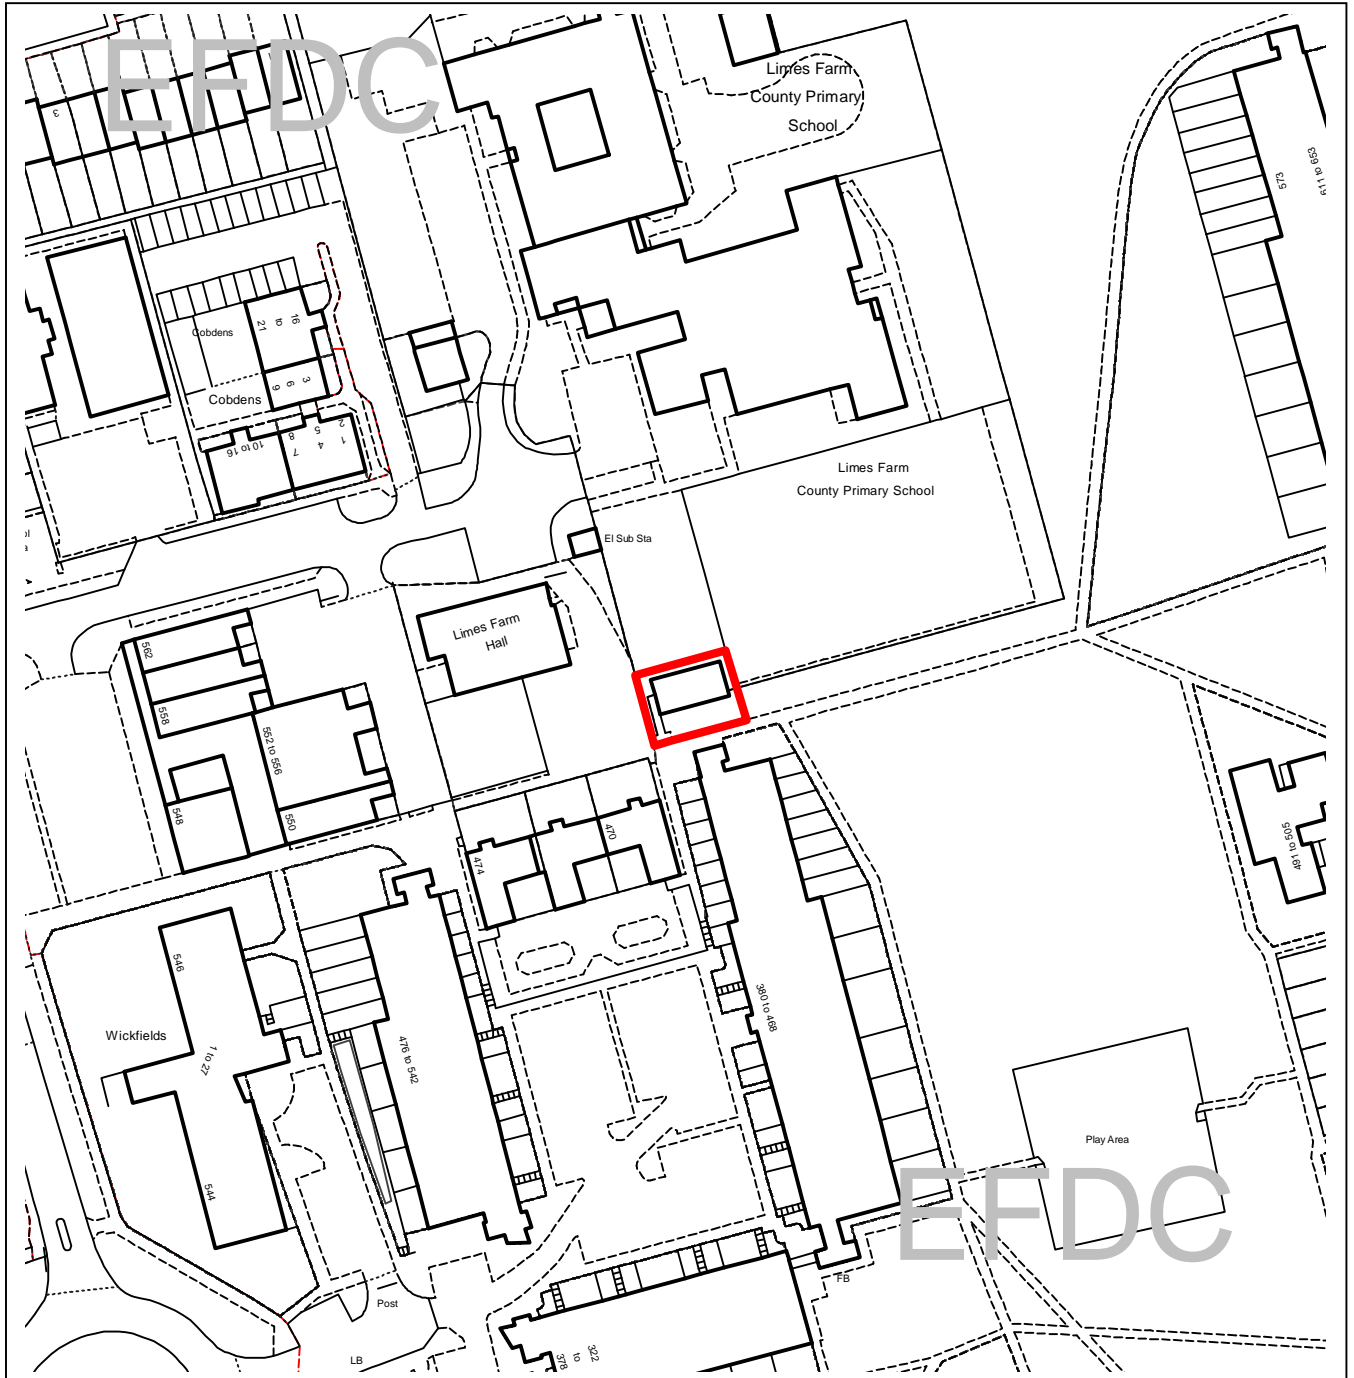 EFDC
Limes Farm
County Primary
School
3
611 to 653
573
Cobdens
16
to
21
3
6
9
Cobdens
10 to 16
2
1
5
4
8
7
Limes Farm
County Primary School
El Sub Sta
Limes Farm
Hall
562
558
552 to 556
548
550
470
474
491 to 505
546
380 to 468
Wickfields
1 to 27
476 to 542
Play Area
544
EFDC
FB
Post
LB
322
to
378